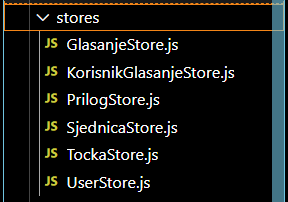 stores
JS GlasanjeStore.js
JS KorisnikGlasanjeStore.js
JS PrilogStore.js
JS SjednicaStore.js
JS TockaStore.js
JS UserStore.js